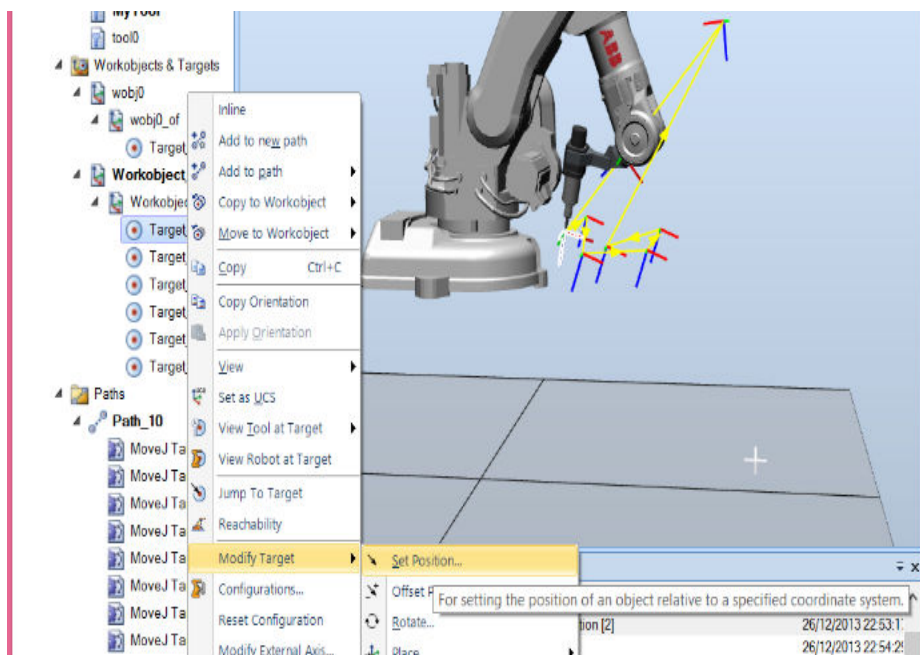 MyTool
tool0
Workobjects & Targets
wobj0
wobj0_of
Target
Workobject
Workobjec
Target
Target
Target
Target
Target
Target
Paths
Path_10
MoveJ Ta
MoveJ Ta
MoveJ Ta
MoveJ Ta
MoveJ Ta
MoveJ Ta
MoveJ Ta
MoveJ Ta
Inline
Add to new path
Add to path
Copy to Workobject
Move to Workobject
Copy Ctrl+C
Copy Orientation
Apply Orientation
View
Set as UCS
View Tool at Target
View Robot at Target
Jump To Target
Reachability
Modify Target
Configurations...
Reset Configuration
Modify External Axis...
Set Position...
Offset P
Rotate...
Place
For setting the position of an object relative to a specified coordinate system.
tion [2] 26/12/2013 22:53:1
26/12/2013 22:54:2
ABB